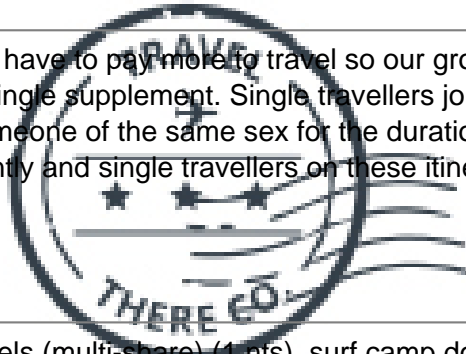 have to pay more to travel so our gro
ingle supplement. Single travellers jo
meone of the same sex for the duratio
ntly and single travellers on these itine
TRAVEL
THERE CO.
els (multi-share) (1 nts), surf camp do